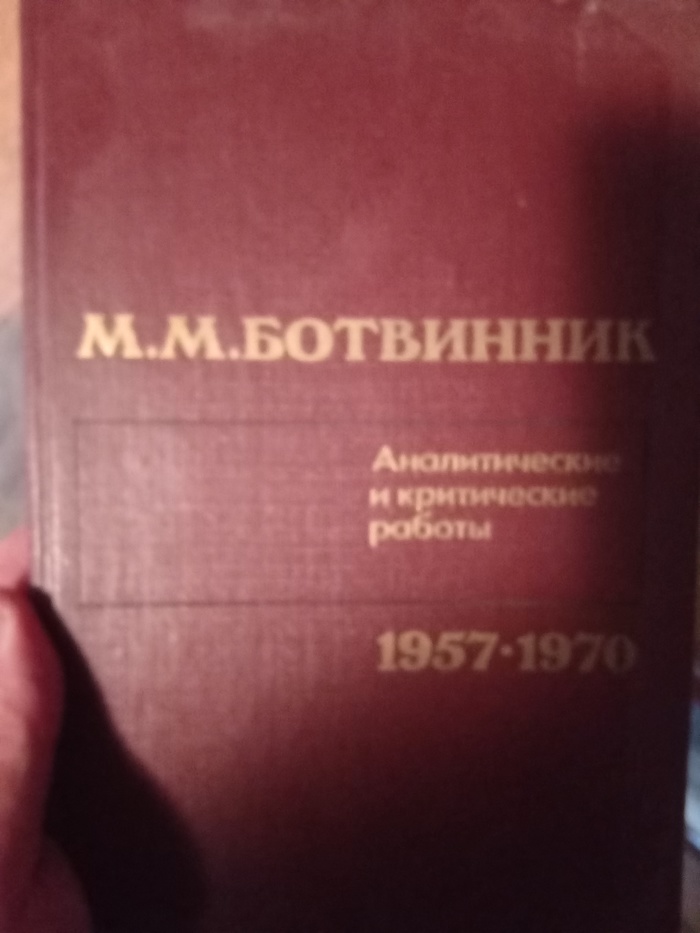 М.М.БОТВИННИК
Аналитические
и критические
работы
1957·1970